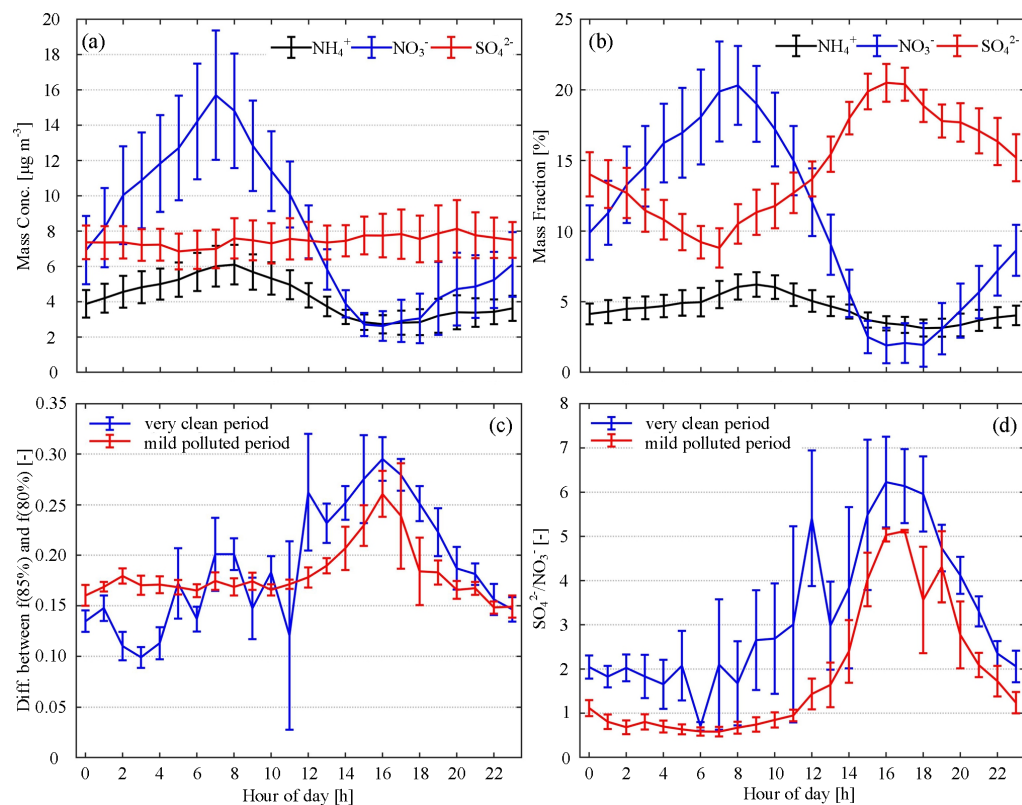 (a)
NH₄⁺ NO₃⁻ SO₄²⁻
Mass Conc. [μg m⁻³]
20
18
16
14
12
10
8
6
4
2
0
(b)
NH₄⁺ NO₃⁻ SO₄²⁻
Mass Fraction [%]
25
20
15
10
5
0
(c)
very clean period
mild polluted period
Diff. between f(85%) and f(80%) [-]
0.35
0.30
0.25
0.20
0.15
0.10
0.05
0
0 2 4 6 8 10 12 14 16 18 20 22
Hour of day [h]
(d)
very clean period
mild polluted period
SO₄²⁻/NO₃⁻ [-]
8
7
6
5
4
3
2
1
0
0 2 4 6 8 10 12 14 16 18 20 22
Hour of day [h]